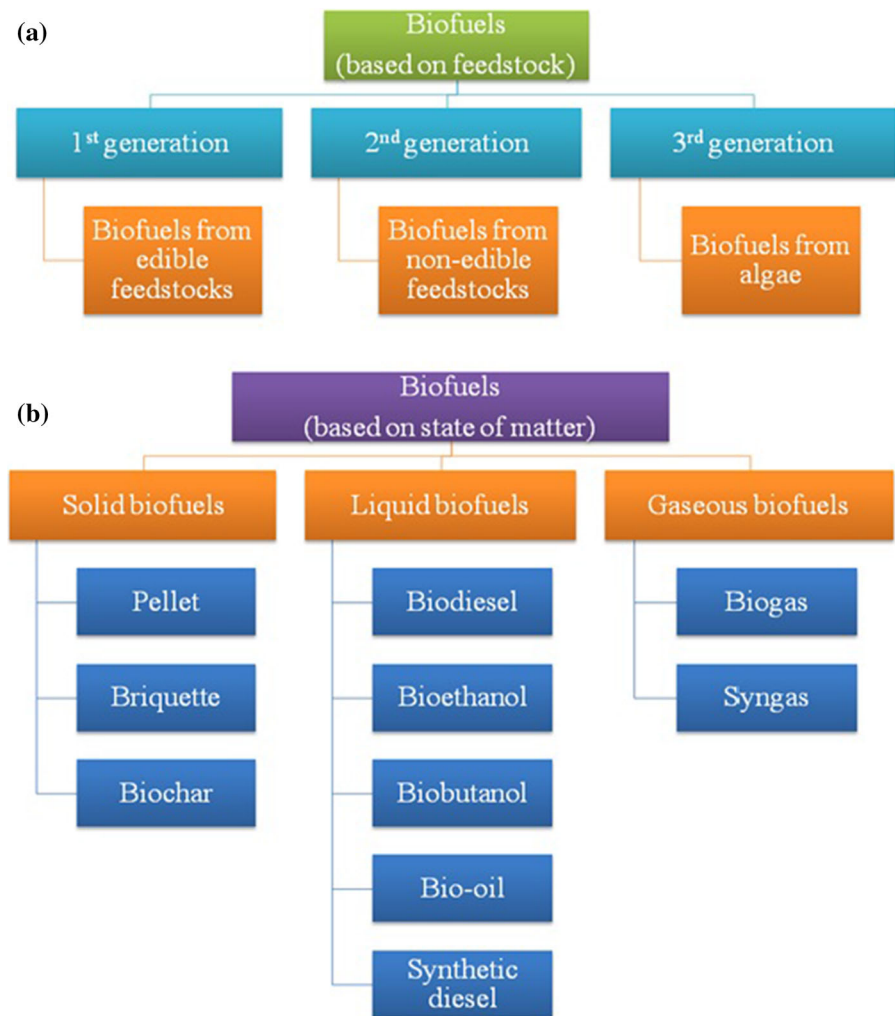 (a)
Biofuels
(based on feedstock)
1st generation
2nd generation
3rd generation
Biofuels from
edible
feedstocks
Biofuels from
non-edible
feedstocks
Biofuels from
algae
(b)
Biofuels
(based on state of matter)
Solid biofuels
Liquid biofuels
Gaseous biofuels
Pellet
Briquette
Biochar
Biodiesel
Bioethanol
Biobutanol
Bio-oil
Synthetic
diesel
Biogas
Syngas